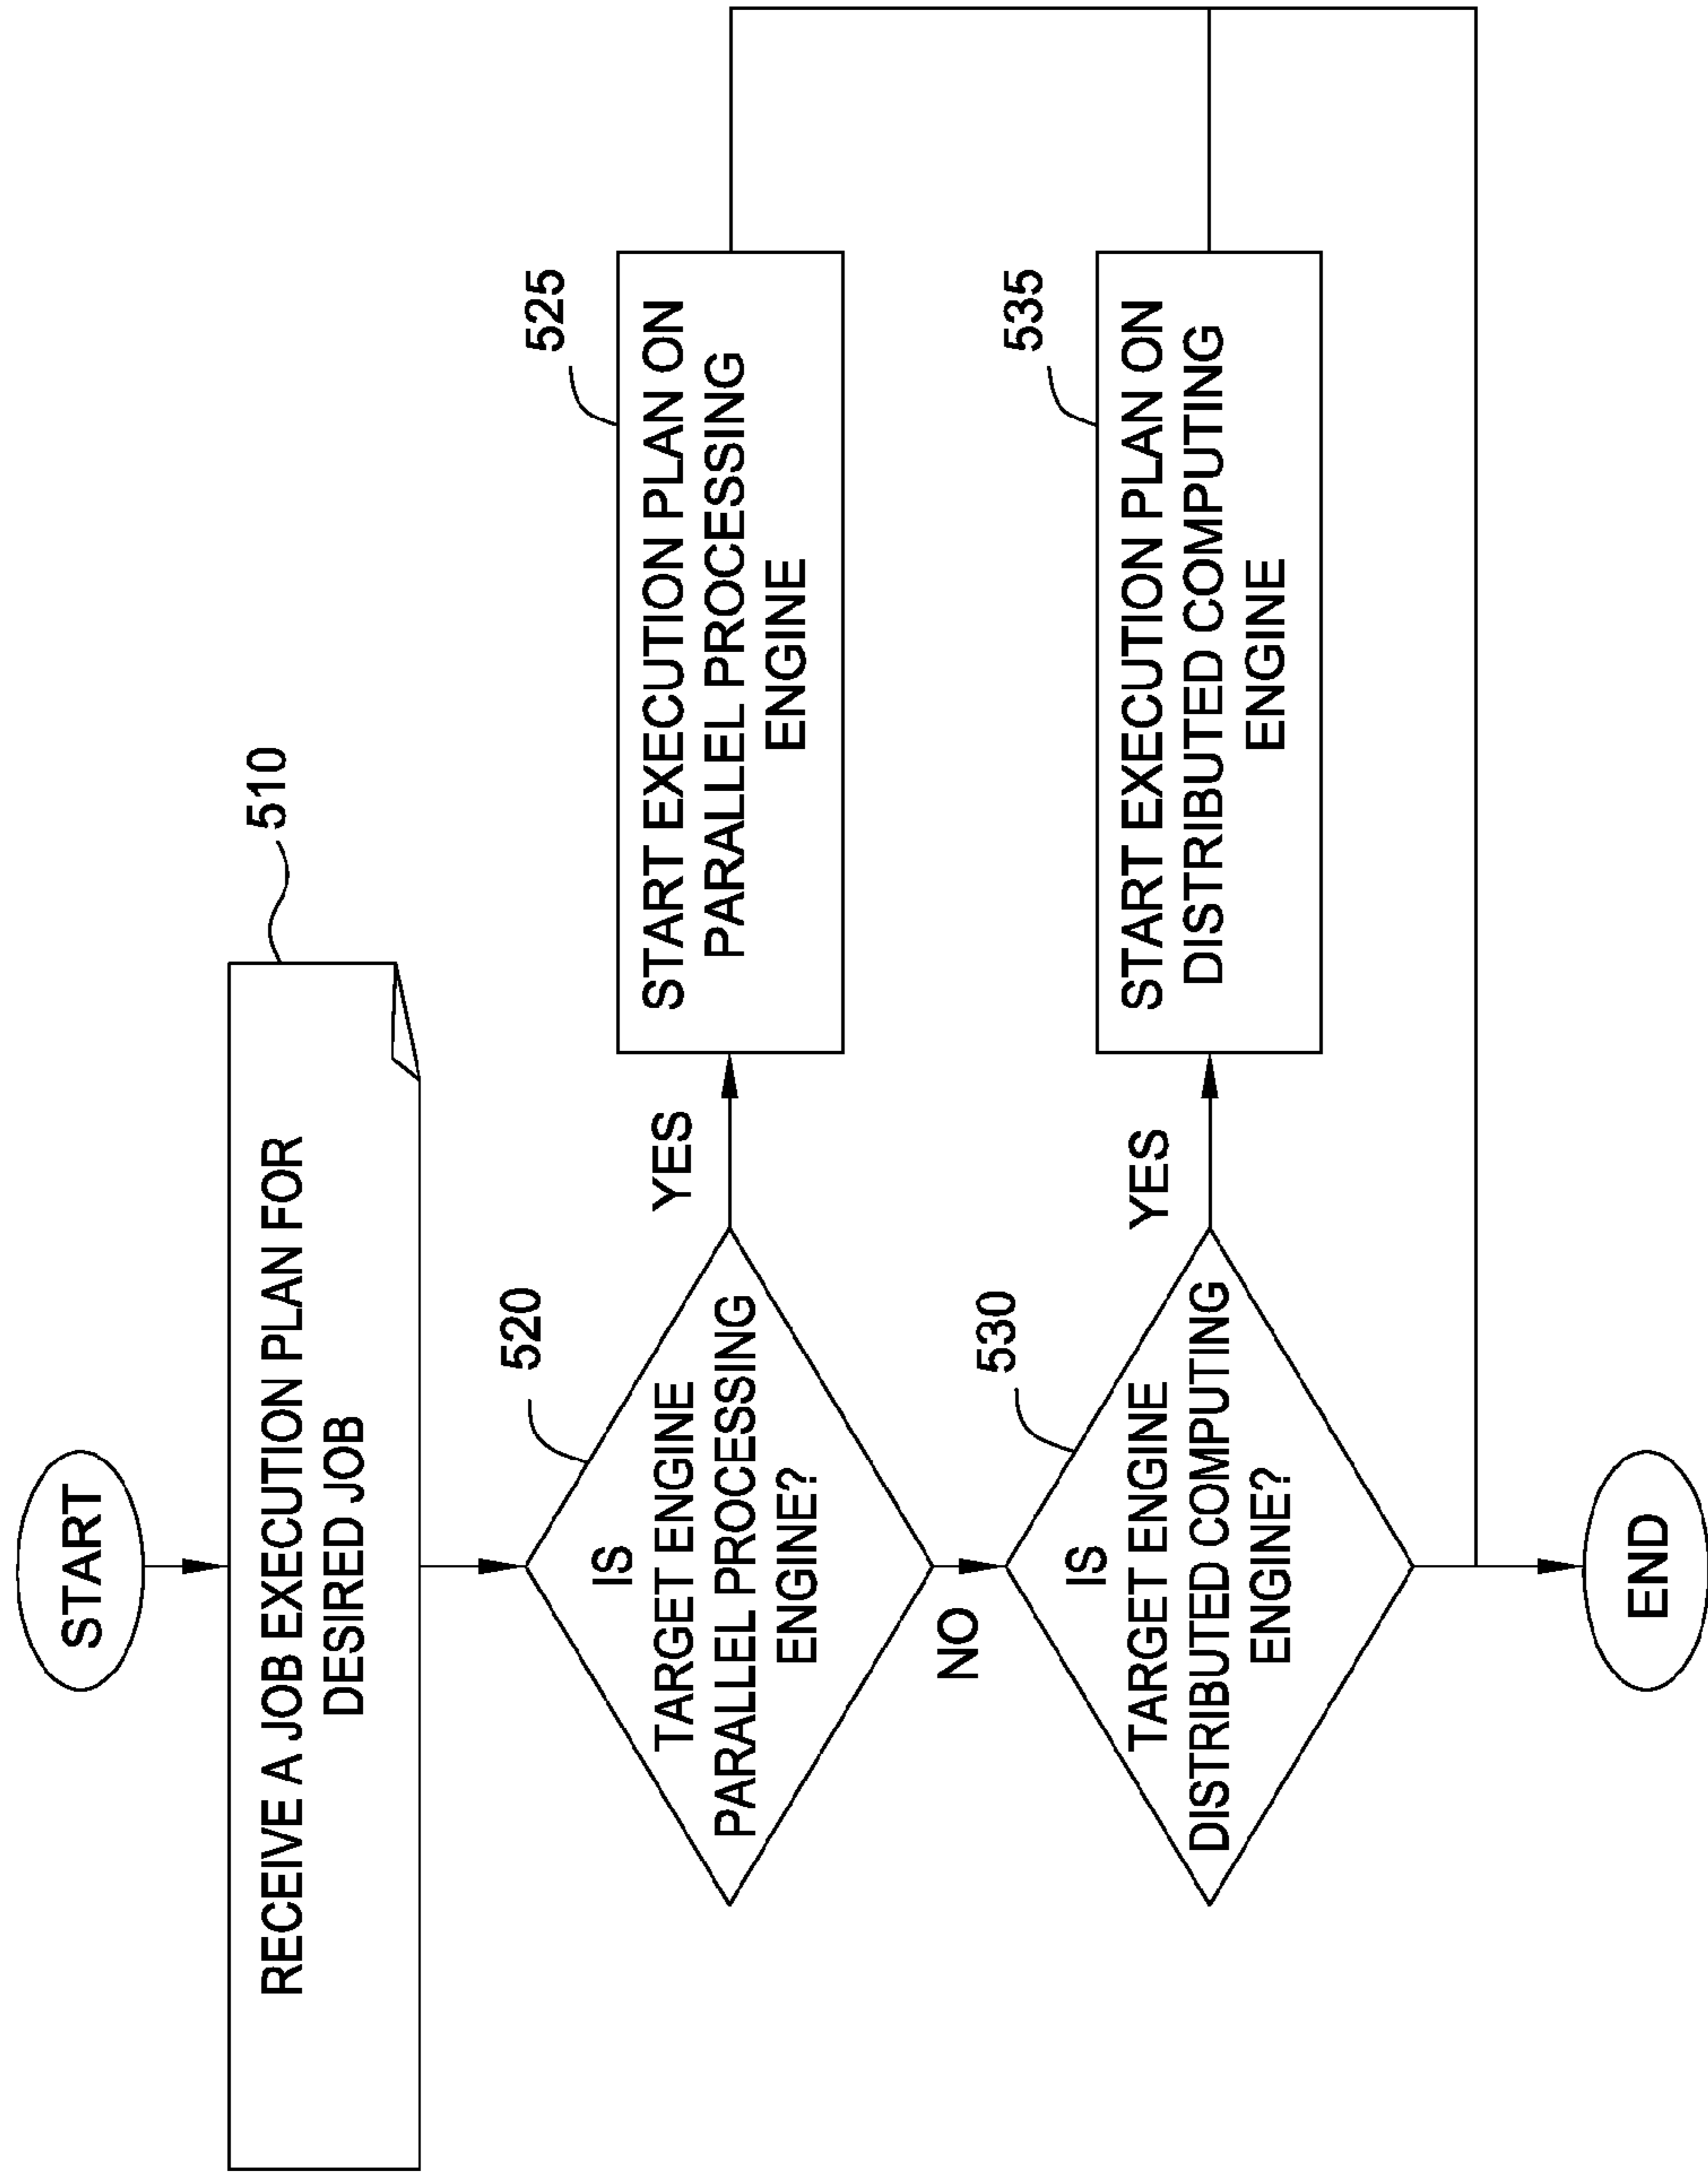 START
510
RECEIVE A JOB EXECUTION PLAN FOR
DESIRED JOB
520
IS
TARGET ENGINE
PARALLEL PROCESSING
ENGINE?
YES
525
START EXECUTION PLAN ON
PARALLEL PROCESSING
ENGINE
NO
530
IS
TARGET ENGINE
DISTRIBUTED COMPUTING
ENGINE?
YES
535
START EXECUTION PLAN ON
DISTRIBUTED COMPUTING
ENGINE
END